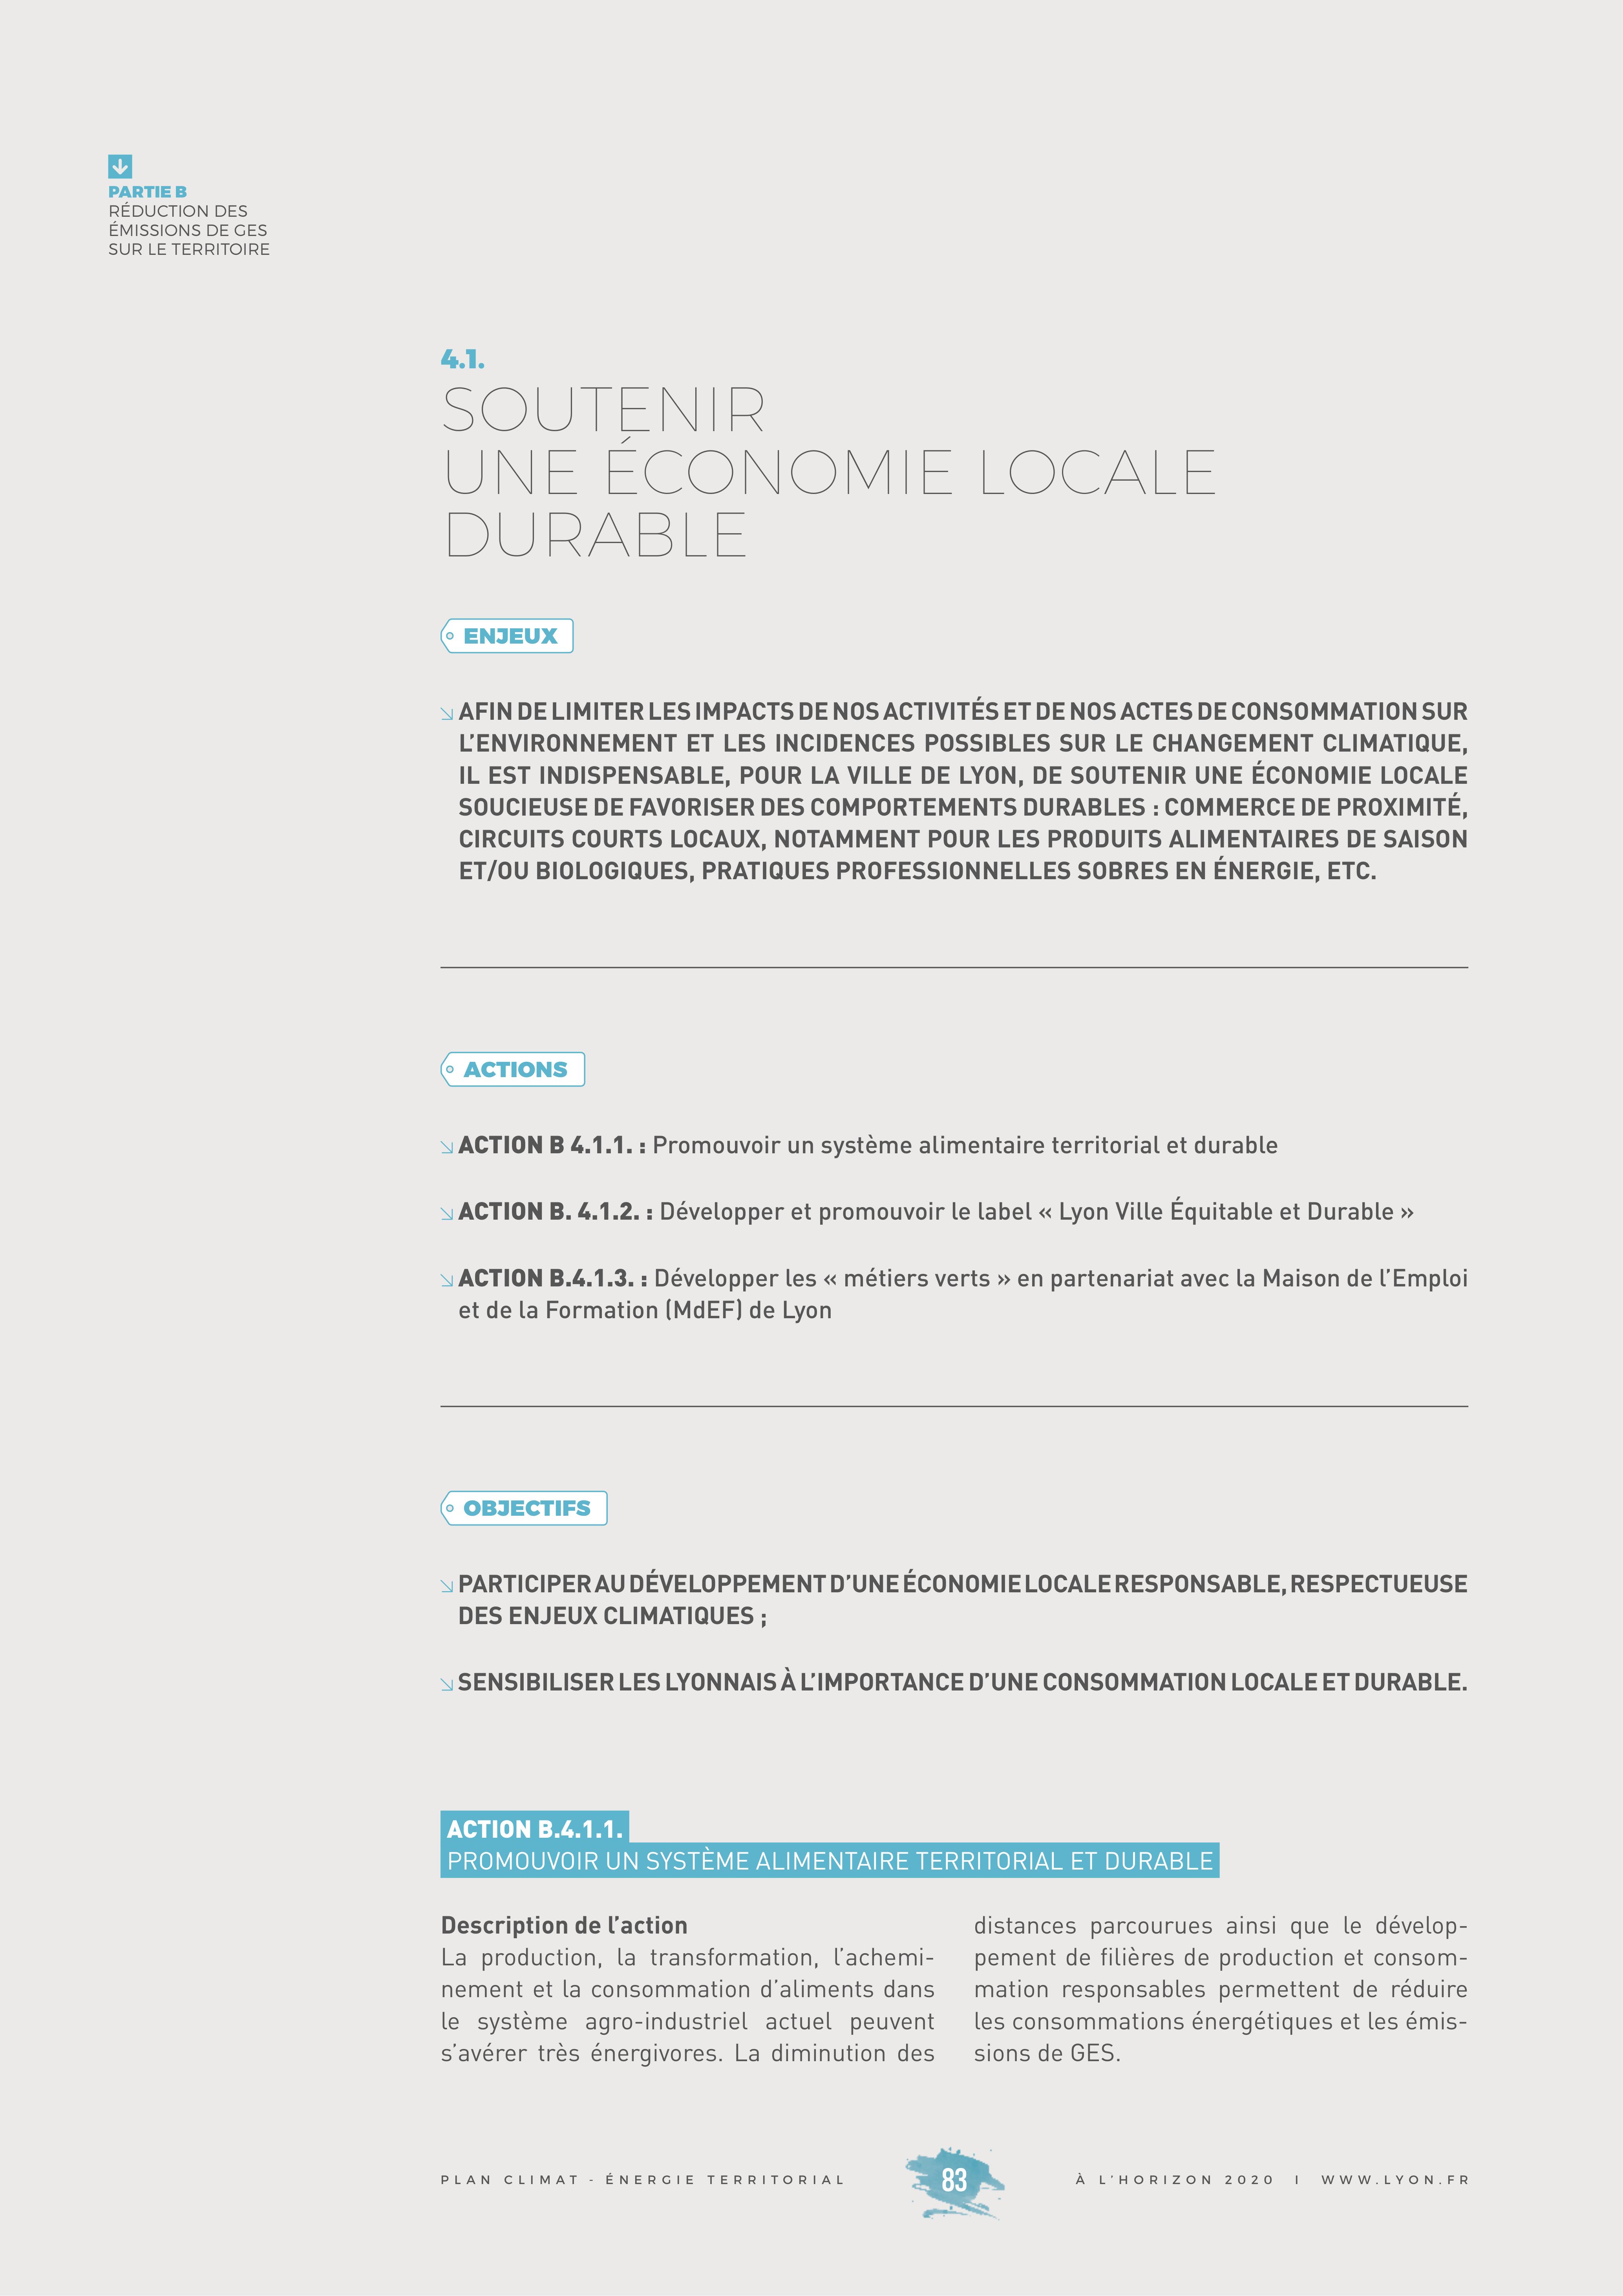 PARTIE B
RÉDUCTION DES
ÉMISSIONS DE GES
SUR LE TERRITOIRE
4.1.
SOUTENIR
UNE ÉCONOMIE LOCALE
DURABLE
ENJEUX
AFIN DE LIMITER LES IMPACTS DE NOS ACTIVITÉS ET DE NOS ACTES DE CONSOMMATION SUR
L’ENVIRONNEMENT ET LES INCIDENCES POSSIBLES SUR LE CHANGEMENT CLIMATIQUE,
IL EST INDISPENSABLE, POUR LA VILLE DE LYON, DE SOUTENIR UNE ÉCONOMIE LOCALE
SOUCIEUSE DE FAVORISER DES COMPORTEMENTS DURABLES : COMMERCE DE PROXIMITÉ,
CIRCUITS COURTS LOCAUX, NOTAMMENT POUR LES PRODUITS ALIMENTAIRES DE SAISON
ET/OU BIOLOGIQUES, PRATIQUES PROFESSIONNELLES SOBRES EN ÉNERGIE, ETC.
ACTIONS
ACTION B 4.1.1. : Promouvoir un système alimentaire territorial et durable
ACTION B. 4.1.2. : Développer et promouvoir le label « Lyon Ville Équitable et Durable »
ACTION B.4.1.3. : Développer les « métiers verts » en partenariat avec la Maison de l’Emploi
et de la Formation (MdEF) de Lyon
OBJECTIFS
PARTICIPER AU DÉVELOPPEMENT D’UNE ÉCONOMIE LOCALE RESPONSABLE, RESPECTUEUSE
DES ENJEUX CLIMATIQUES ;
SENSIBILISER LES LYONNAIS À L’IMPORTANCE D’UNE CONSOMMATION LOCALE ET DURABLE.
ACTION B.4.1.1.
PROMOUVOIR UN SYSTÈME ALIMENTAIRE TERRITORIAL ET DURABLE
Description de l’action
La production, la transformation, l’achemi-
nement et la consommation d’aliments dans
le système agro-industriel actuel peuvent
s’avérer très énergivores. La diminution des
distances parcourues ainsi que le dévelop-
pement de filières de production et consom-
mation responsables permettent de réduire
les consommations énergétiques et les émis-
sions de GES.
PLAN CLIMAT - ÉNERGIE TERRITORIAL
83
À L’HORIZON 2020 I WWW.LYON.FR